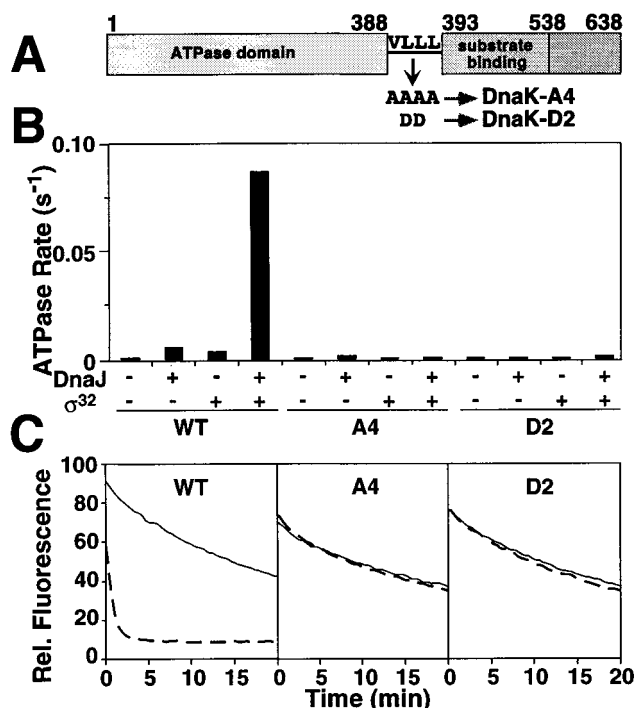 A
1 388 VLLL 393 538 638
ATPase domain
substrate binding
AAAA → DnaK-A4
DD → DnaK-D2
B
ATPase Rate (s⁻¹)
0.10
0.05
0
DnaJ - + - + - + - + - + - +
σ³² - - + + - - + + - - + +
WT A4 D2
C
Rel. Fluorescence
100
80
60
40
20
0
WT A4 D2
0 5 10 15 0 5 10 15 0 5 10 15 20
Time (min)